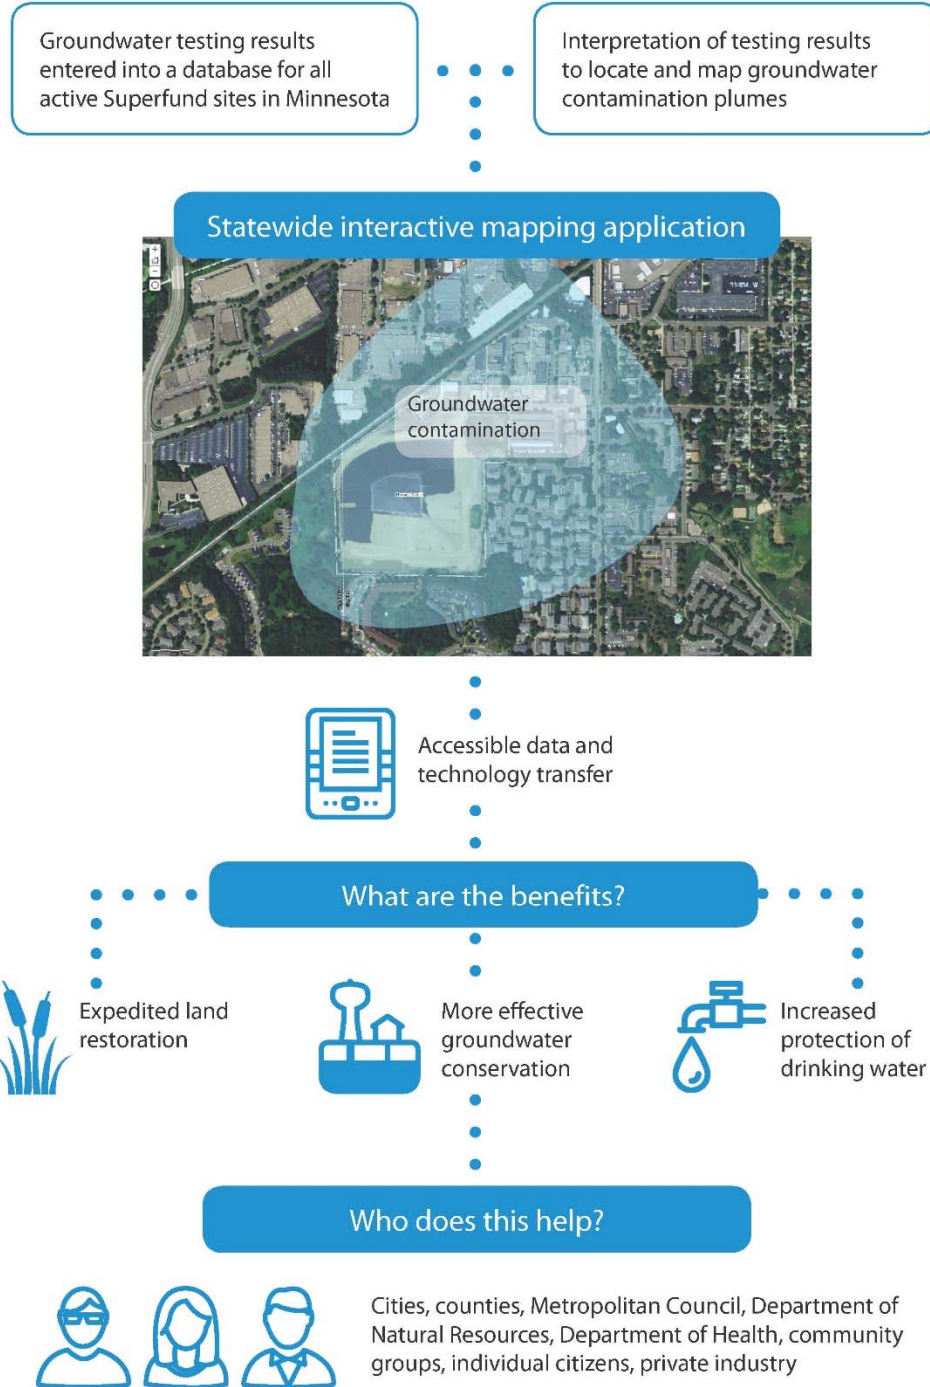 Groundwater testing results
entered into a database for all
active Superfund sites in Minnesota
Interpretation of testing results
to locate and map groundwater
contamination plumes
Statewide interactive mapping application
Groundwater
contamination
Accessible data and
technology transfer
What are the benefits?
Expedited land
restoration
More effective
groundwater
conservation
Increased
protection of
drinking water
Who does this help?
Cities, counties, Metropolitan Council, Department of
Natural Resources, Department of Health, community
groups, individual citizens, private industry